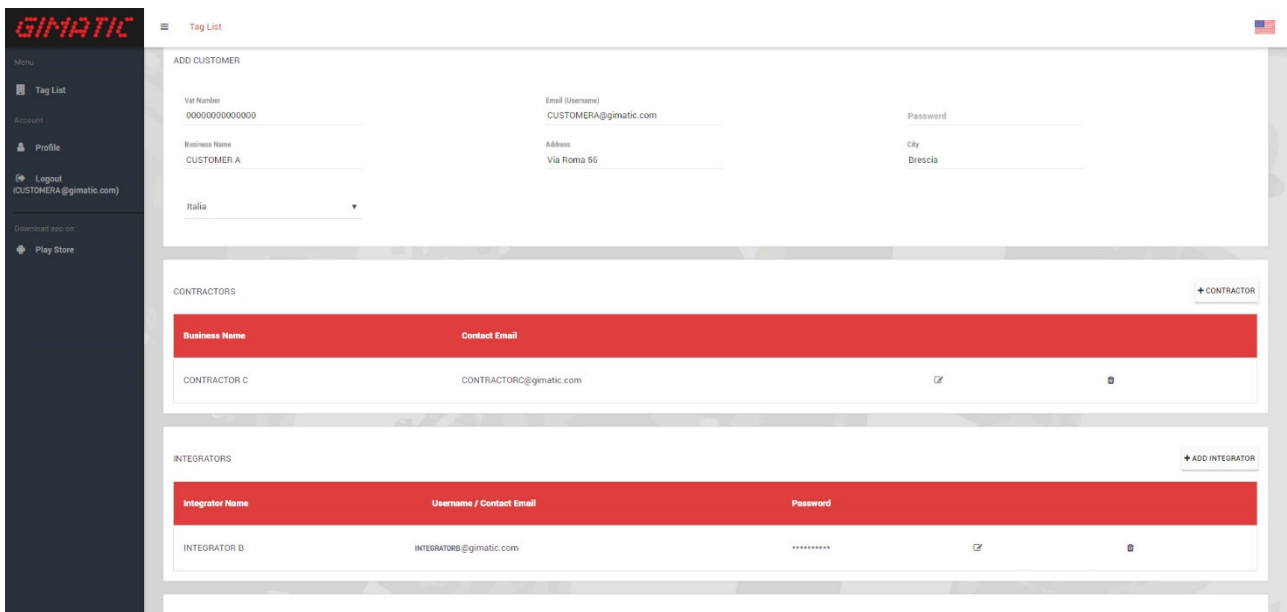 GIMATIC
Tag List
Menu
Tag List
Account
Profile
Logout
(CUSTOMERA@gimatic.com)
Download app on:
Play Store
ADD CUSTOMER
Vat Number
Email (Username)
00000000000000
CUSTOMERA@gimatic.com
Password
Business Name
Address
City
CUSTOMER A
Via Roma 56
Brescia
Italia
CONTRACTORS
+ CONTRACTOR
Business Name
Contact Email
CONTRACTOR C
CONTRACTORC@gimatic.com
INTEGRATORS
+ ADD INTEGRATOR
Integrator Name
Username / Contact Email
Password
INTEGRATOR B
INTEGRATORB@gimatic.com
**********